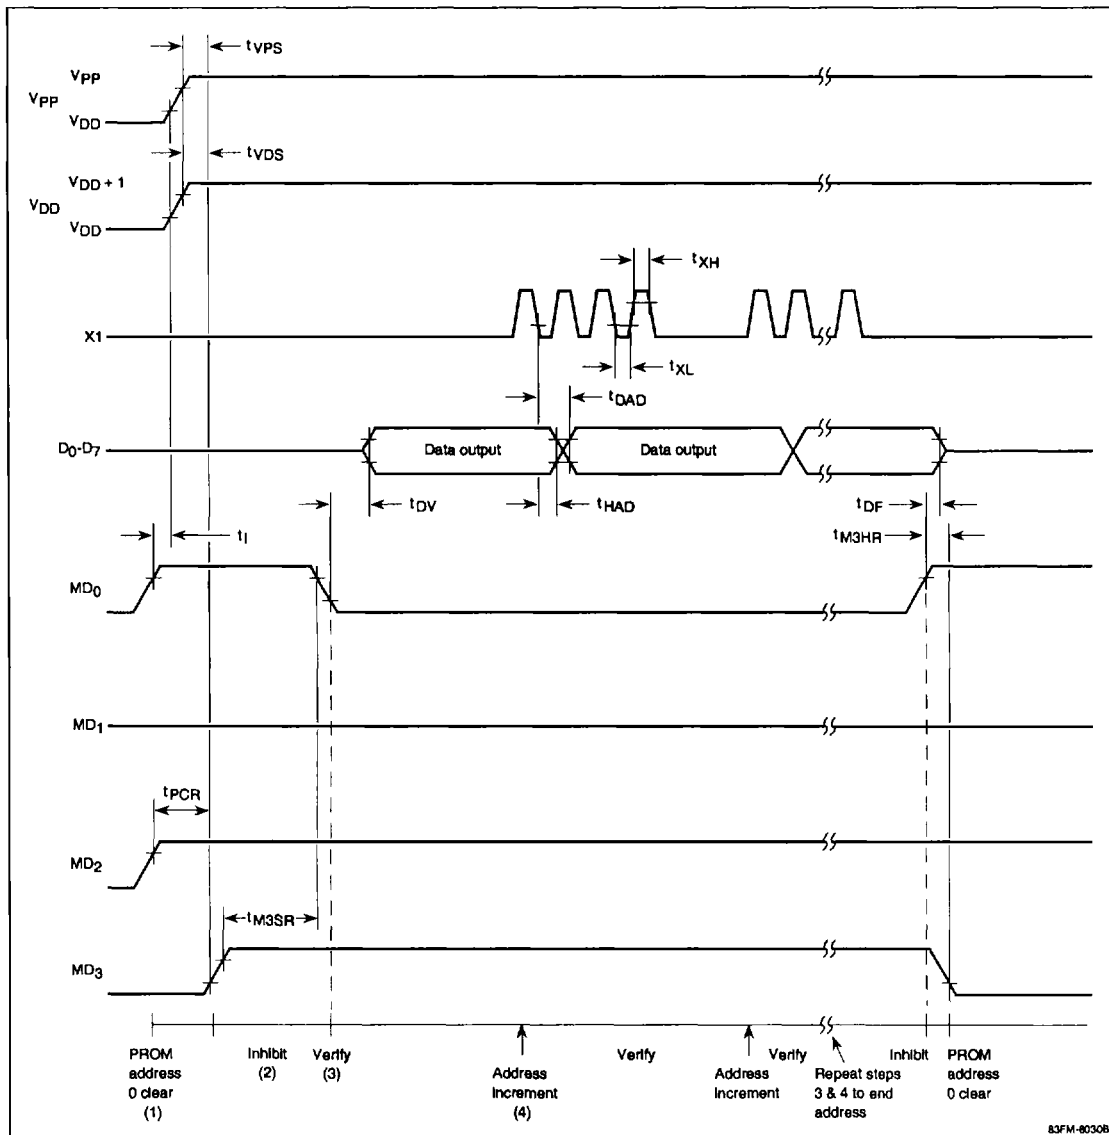 tVPS
VPP
VPP
VDD
tVDS
VDD + 1
VDD
VDD
tXH
X1
tXL
tDAD
D0-D7
Data output
Data output
tDV
tHAD
tDF
tI
tM3HR
MD0
MD1
tPCR
MD2
tM3SR
MD3
PROM
address
0 clear
(1)
Inhibit
(2)
Verify
(3)
Address
Increment
(4)
Verify
Address
Increment
Verify
Repeat steps
3 & 4 to end
address
Inhibit
PROM
address
0 clear
83FM-6030B